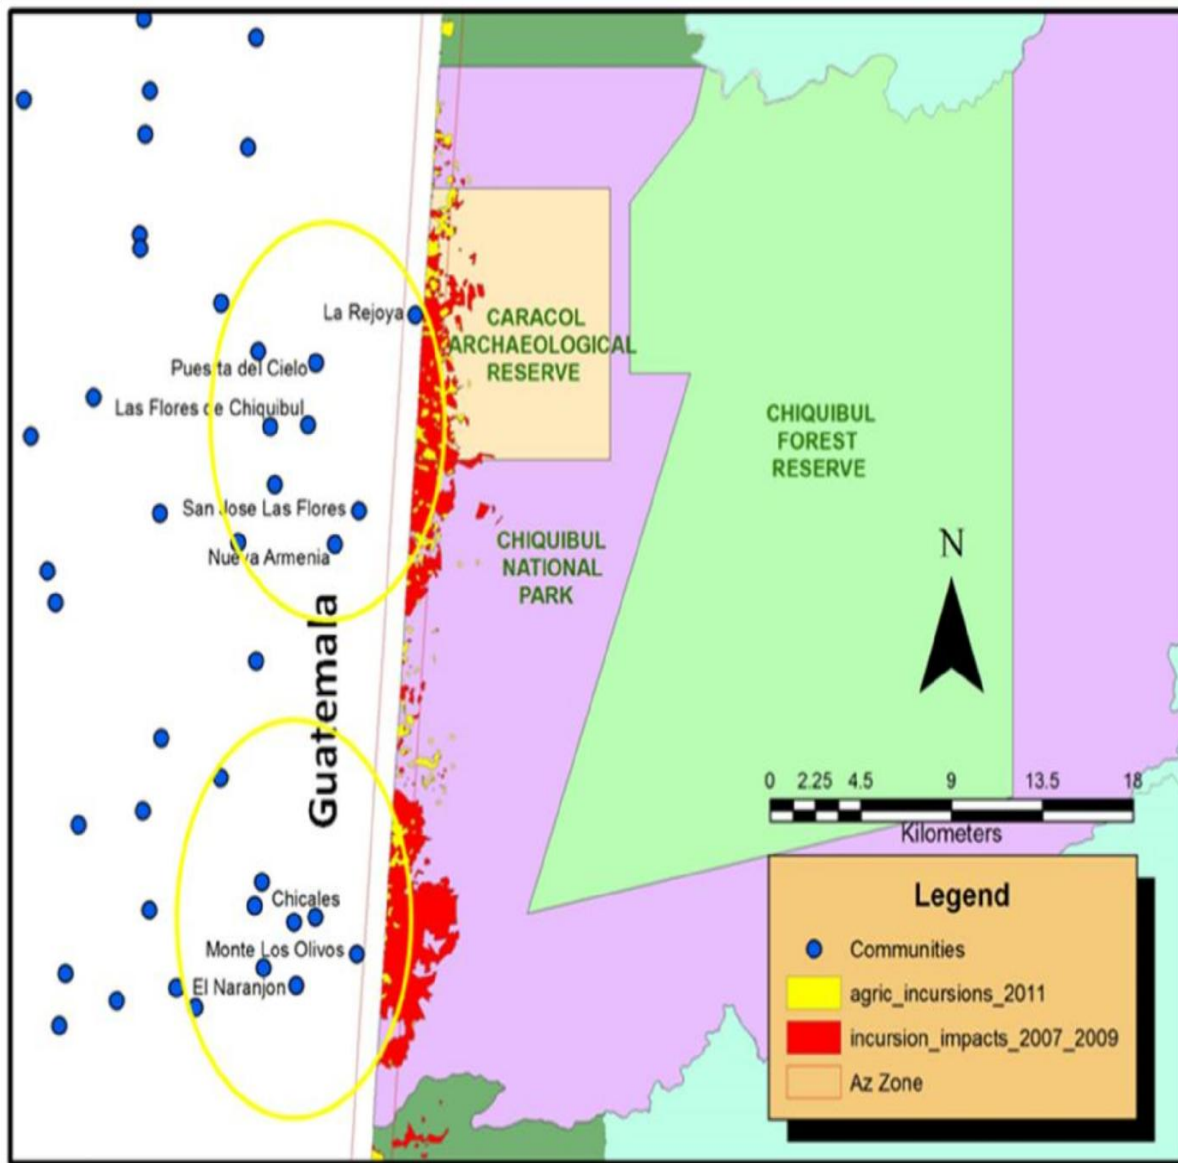 La Rejoya
CARACOL
ARCHAEOLOGICAL
RESERVE
Puesta del Cielo
Las Flores de Chiquibul
CHIQUIBUL
FOREST
RESERVE
San Jose Las Flores
Nueva Armenia
CHIQUIBUL
NATIONAL
PARK
N
Guatemala
0 2.25 4.5 9 13.5 18
Kilometers
Chicales
Monte Los Olivos
El Naranjon
Legend
Communities
agric_incursions_2011
incursion_impacts_2007_2009
Az Zone